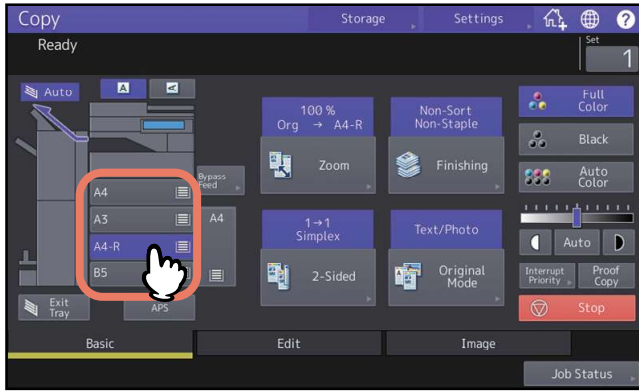 Copy
Storage
Settings
?
Ready
Set
1
Auto
A
A
100 %
Org → A4-R
Zoom
Non-Sort
Non-Staple
Finishing
Full
Color
Black
Auto
Color
Bypass
Feed
A4
A3
A4-R
B5
A4
1→1
Simplex
2-Sided
Text/Photo
Original
Mode
Auto
Interrupt
Priority
Proof
Copy
Exit
Tray
APS
Stop
Basic
Edit
Image
Job Status